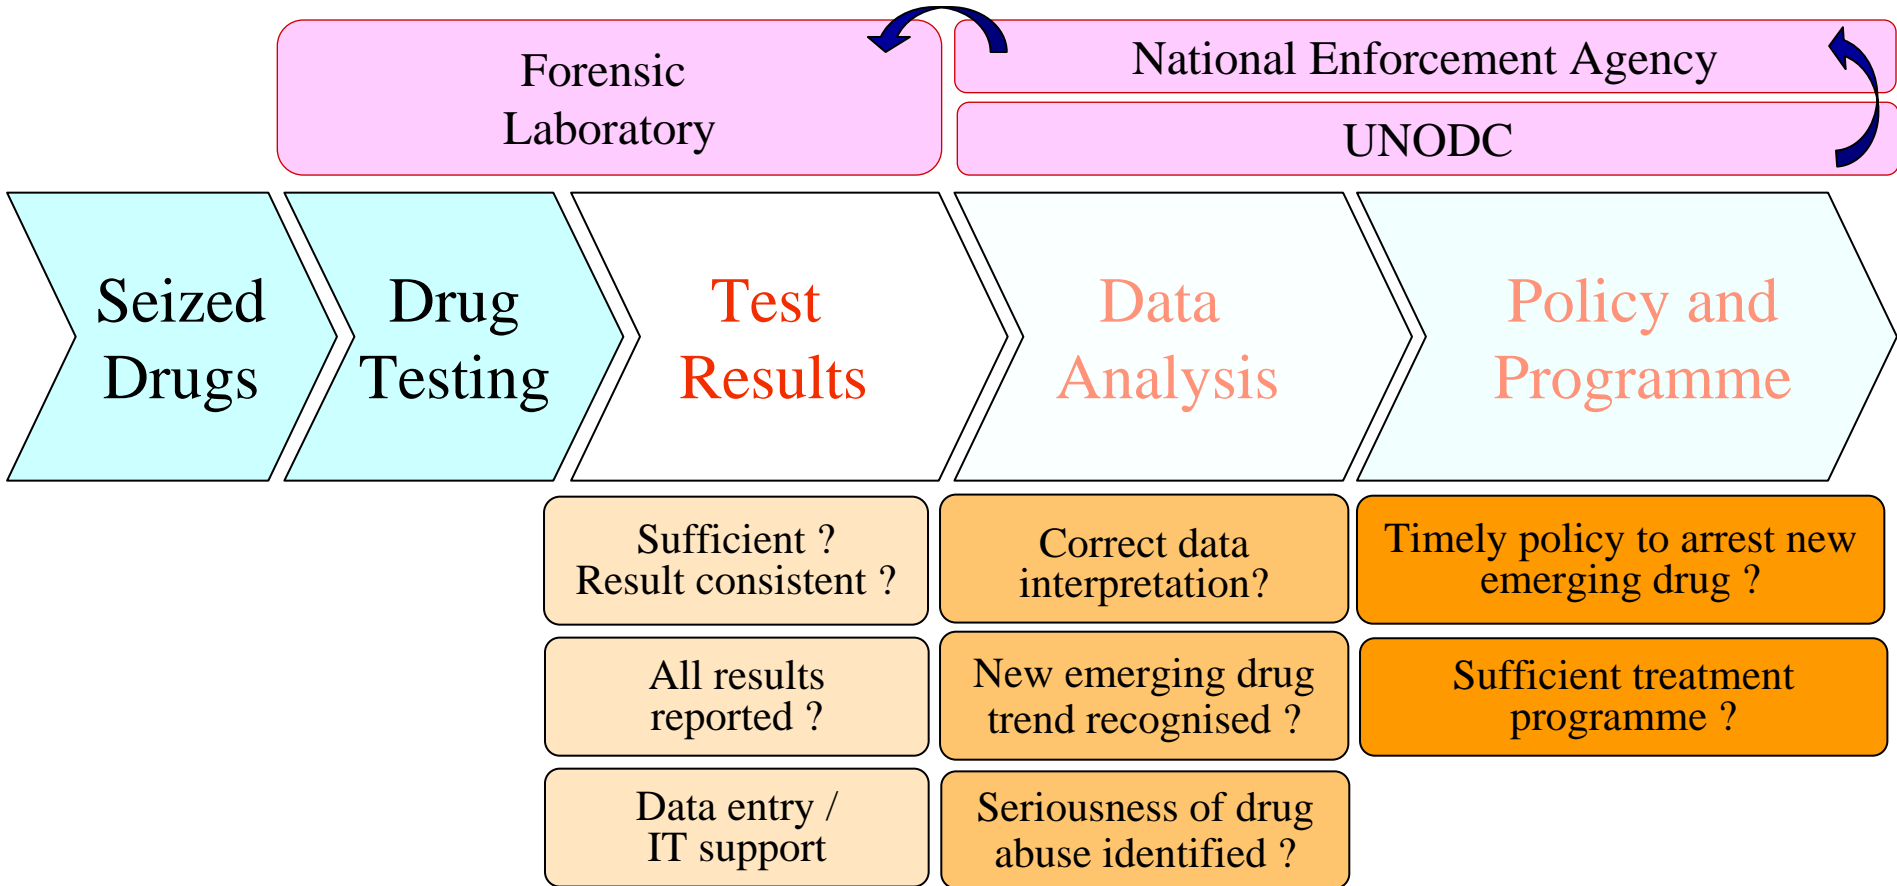 Forensic
Laboratory
National Enforcement Agency
UNODC
Seized
Drugs
Drug
Testing
Test
Results
Data
Analysis
Policy and
Programme
Sufficient ?
Result consistent ?
All results
reported ?
Data entry /
IT support
Correct data
interpretation?
New emerging drug
trend recognised ?
Seriousness of drug
abuse identified ?
Timely policy to arrest new
emerging drug ?
Sufficient treatment
programme ?